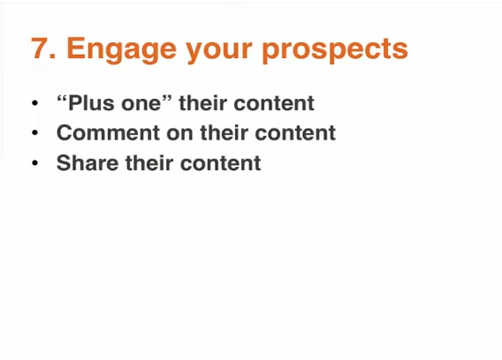 7. Engage your prospects
• “Plus one” their content
• Comment on their content
• Share their content